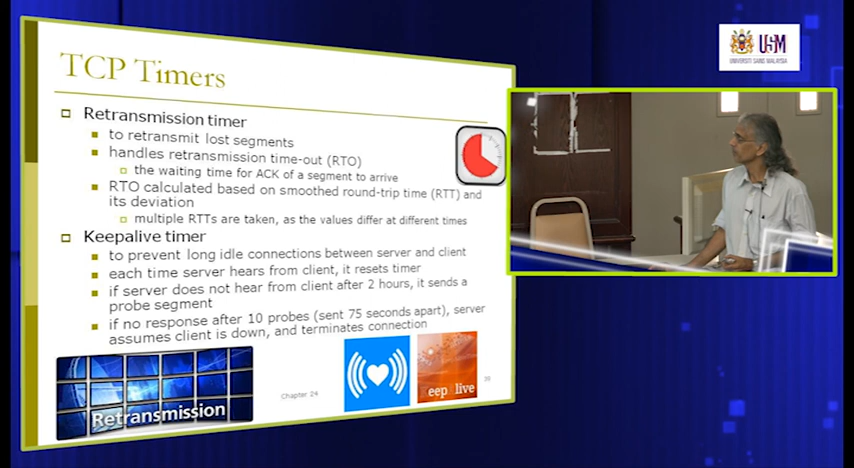 TCP Timers
Retransmission timer
to retransmit lost segments
handles retransmission time-out (RTO)
the waiting time for ACK of a segment to arrive
RTO calculated based on smoothed round-trip time (RTT) and
its deviation
multiple RTTs are taken, as the values differ at different times
Keepalive timer
to prevent long idle connections between server and client
each time server hears from client, it resets timer
if server does not hear from client after 2 hours, it sends a
probe segment
if no response after 10 probes (sent 75 seconds apart), server
assumes client is down, and terminates connection
Retransmission
Chapter 24
eep live
USM
UNIVERSITI SAINS MALAYSIA